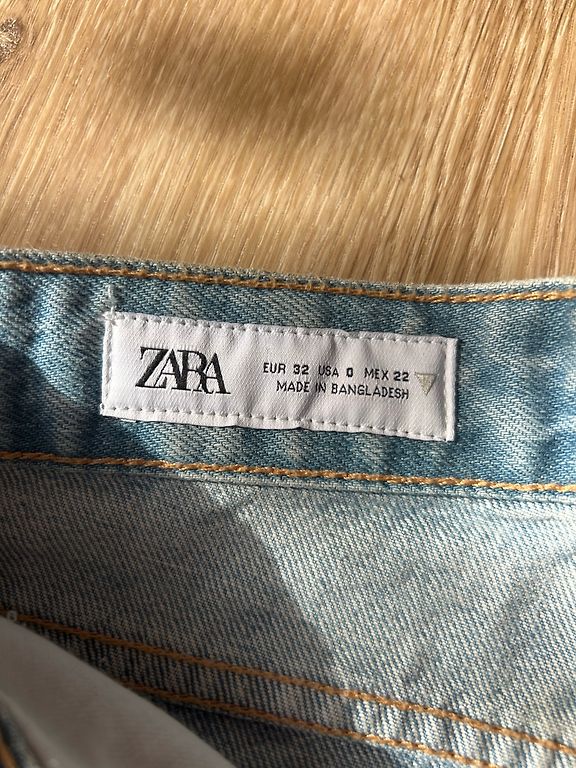 ZARA
EUR 32 USA 0 MEX 22
MADE IN BANGLADESH